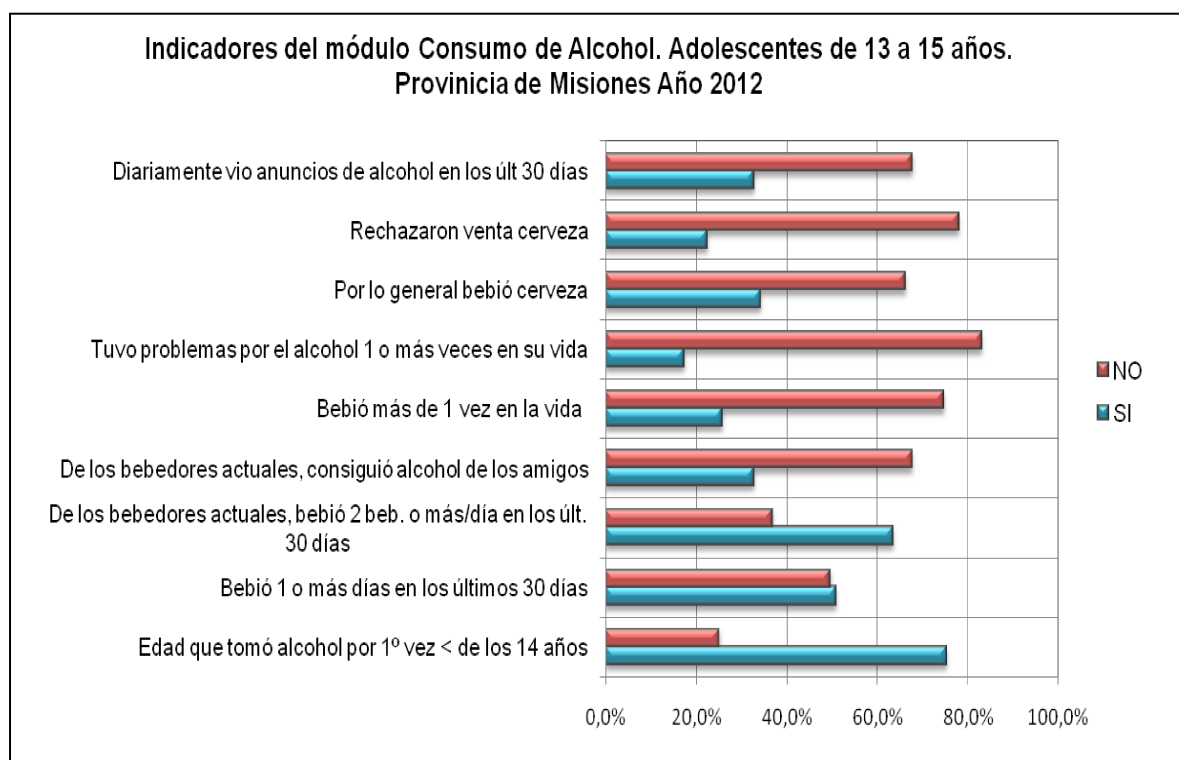 Indicadores del módulo Consumo de Alcohol. Adolescentes de 13 a 15 años.
Provinicia de Misiones Año 2012
Diariamente vio anuncios de alcohol en los últ 30 días
Rechazaron venta cerveza
Por lo general bebió cerveza
Tuvo problemas por el alcohol 1 o más veces en su vida
Bebió más de 1 vez en la vida
De los bebedores actuales, consiguió alcohol de los amigos
De los bebedores actuales, bebió 2 beb. o más/día en los últ.
30 días
Bebió 1 o más días en los últimos 30 días
Edad que tomó alcohol por 1º vez < de los 14 años
0,0% 20,0% 40,0% 60,0% 80,0% 100,0%
NO
SI